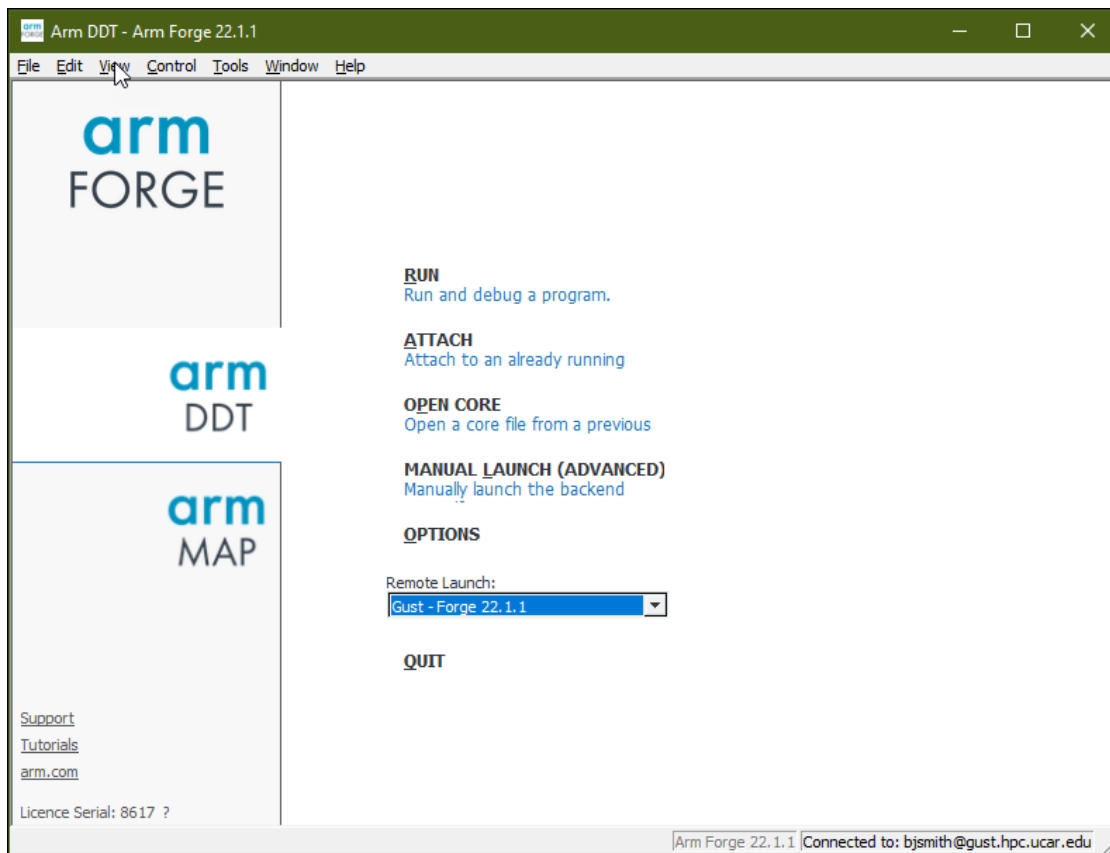 arm FORGE
Arm DDT - Arm Forge 22.1.1
File Edit View Control Tools Window Help
arm
FORGE
arm
DDT
arm
MAP
Support
Tutorials
arm.com
Licence Serial: 8617 ?
RUN
Run and debug a program.
ATTACH
Attach to an already running
OPEN CORE
Open a core file from a previous
MANUAL LAUNCH (ADVANCED)
Manually launch the backend
OPTIONS
Remote Launch:
Gust - Forge 22.1.1
QUIT
Arm Forge 22.1.1 Connected to: bjsmith@gust.hpc.ucar.edu